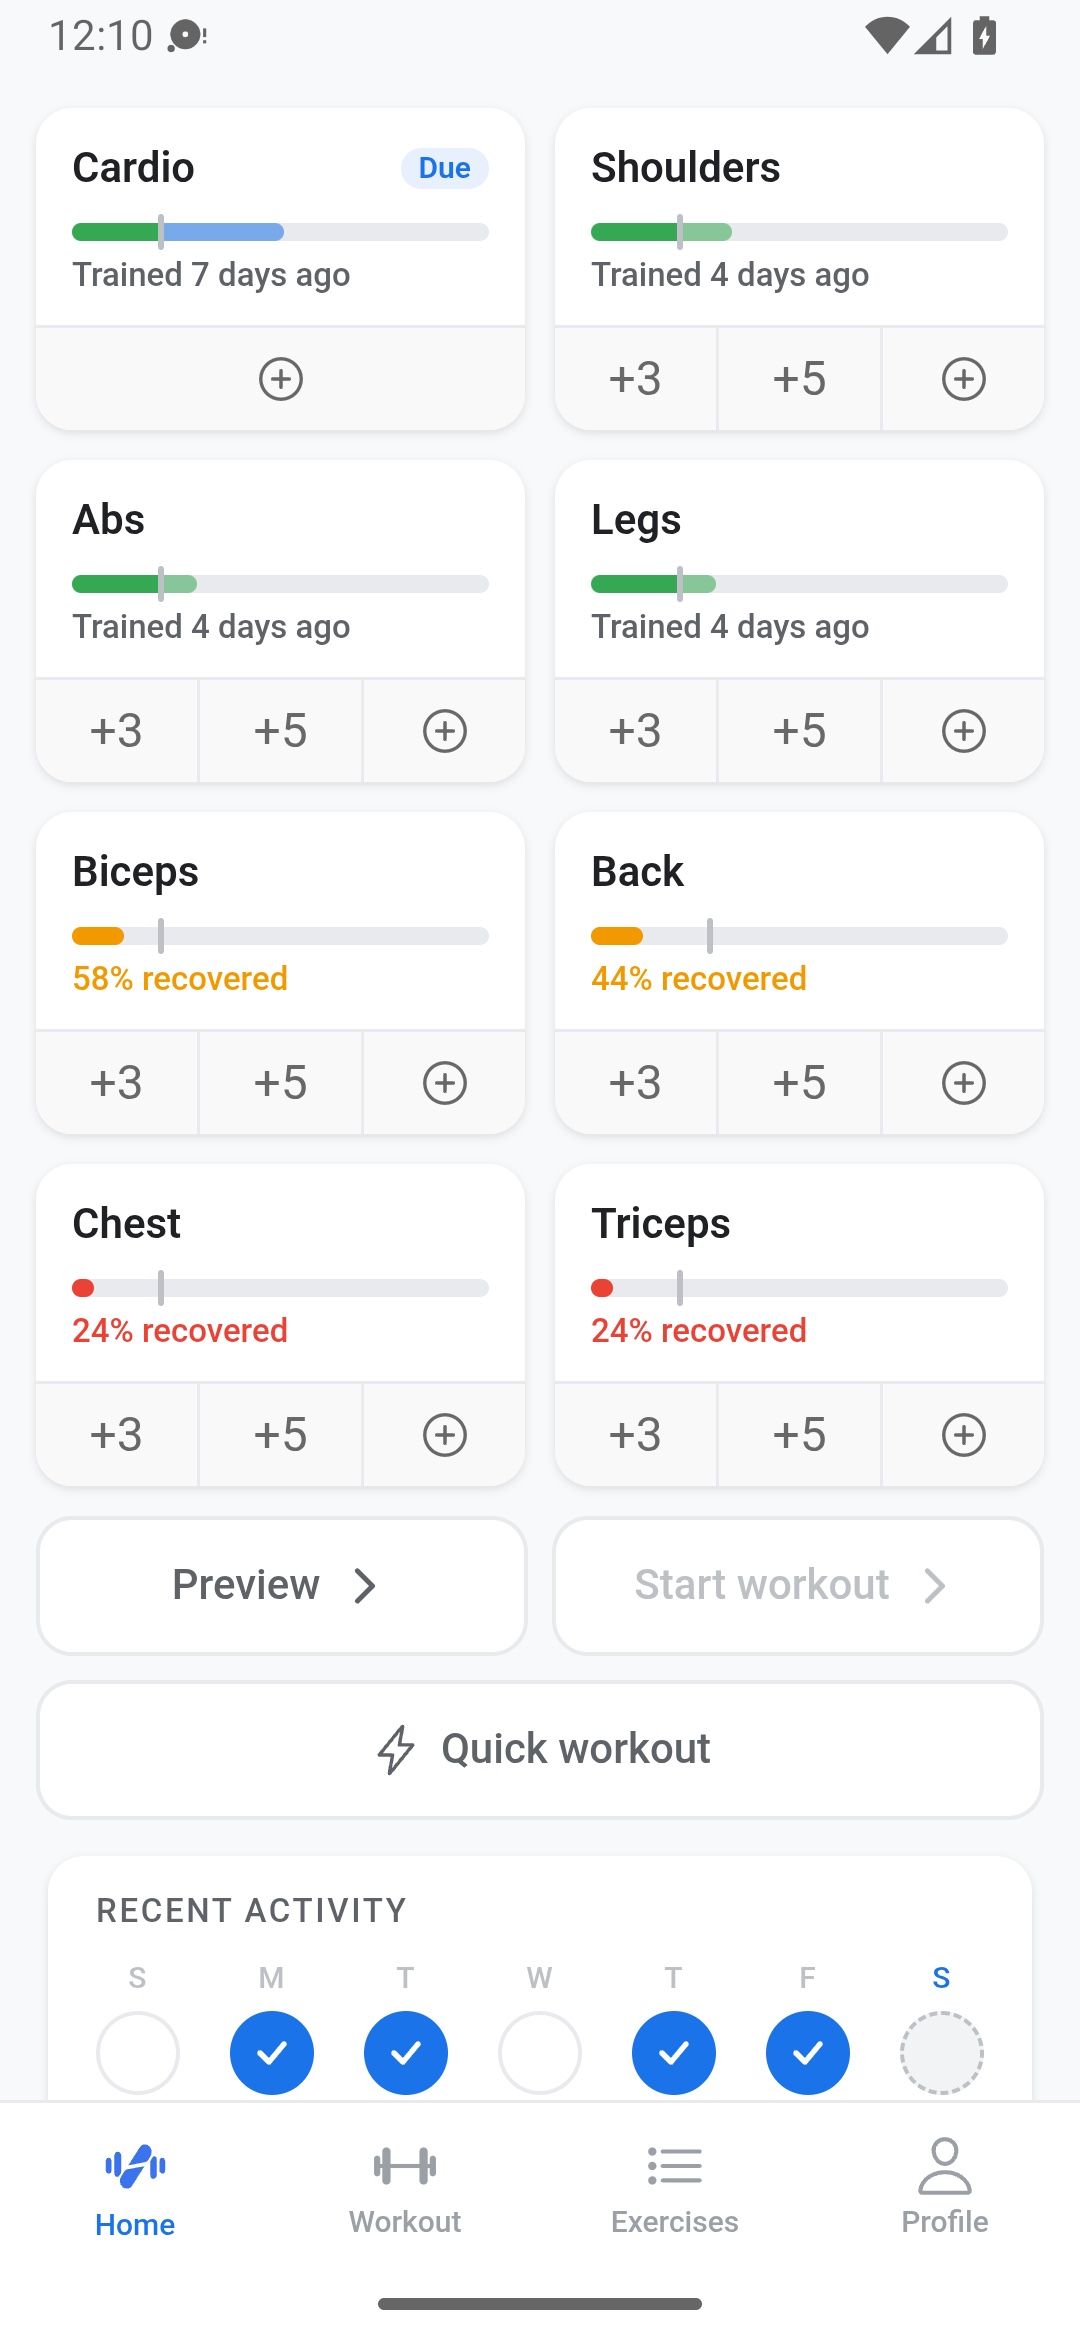 12:10
Cardio Due
Trained 7 days ago
Shoulders
Trained 4 days ago
+3 +5
Abs
Trained 4 days ago
+3 +5
Legs
Trained 4 days ago
+3 +5
Biceps
58% recovered
+3 +5
Back
44% recovered
+3 +5
Chest
24% recovered
+3 +5
Triceps
24% recovered
+3 +5
Preview
Start workout
Quick workout
RECENT ACTIVITY
S M T W T F S
Home Workout Exercises Profile